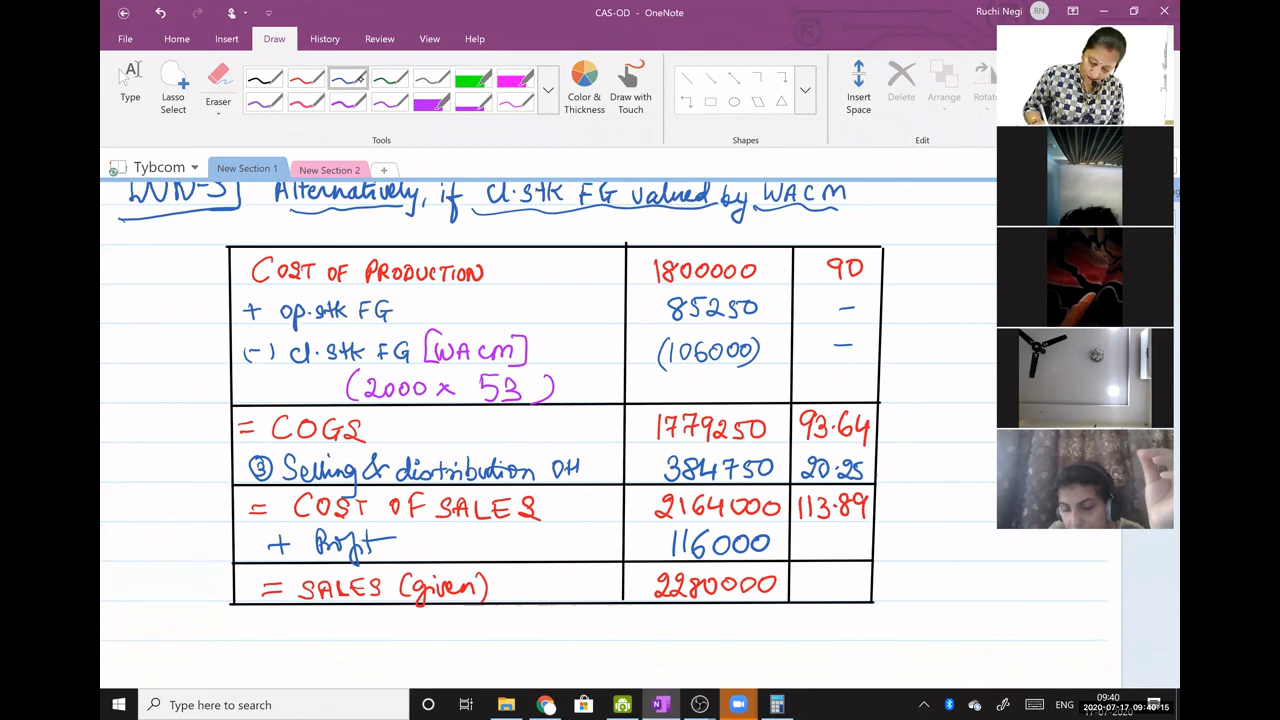 CAS-OD - OneNote
Ruchi Negi RN
File Home Insert Draw History Review View Help
Type
Lasso Select
Eraser
Color & Thickness
Draw with Touch
Insert Space
Delete
Arrange
Rotate
Tools
Shapes
Edit
Tybcom
New Section 1
New Section 2
Alternatively, if Cl.stk FG valued by WACM
COST OF PRODUCTION 1800000 90
+ op.stk FG 85250 –
(-) cl.stk FG [WACM] (106000) –
(2000 x 53)
= COGS 1779250 93.64
③ Selling & distribution OH 384750 20.25
= COST OF SALES 2164000 113.89
+ Profit 116000
= SALES (given) 2280000
Type here to search
ENG
09:40
2020-07-17 09:40:15